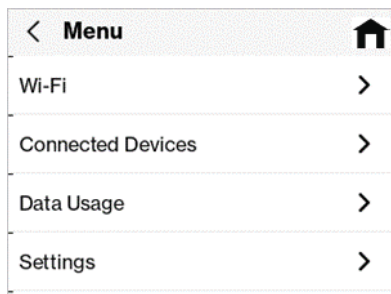 Menu
Wi-Fi
Connected Devices
Data Usage
Settings